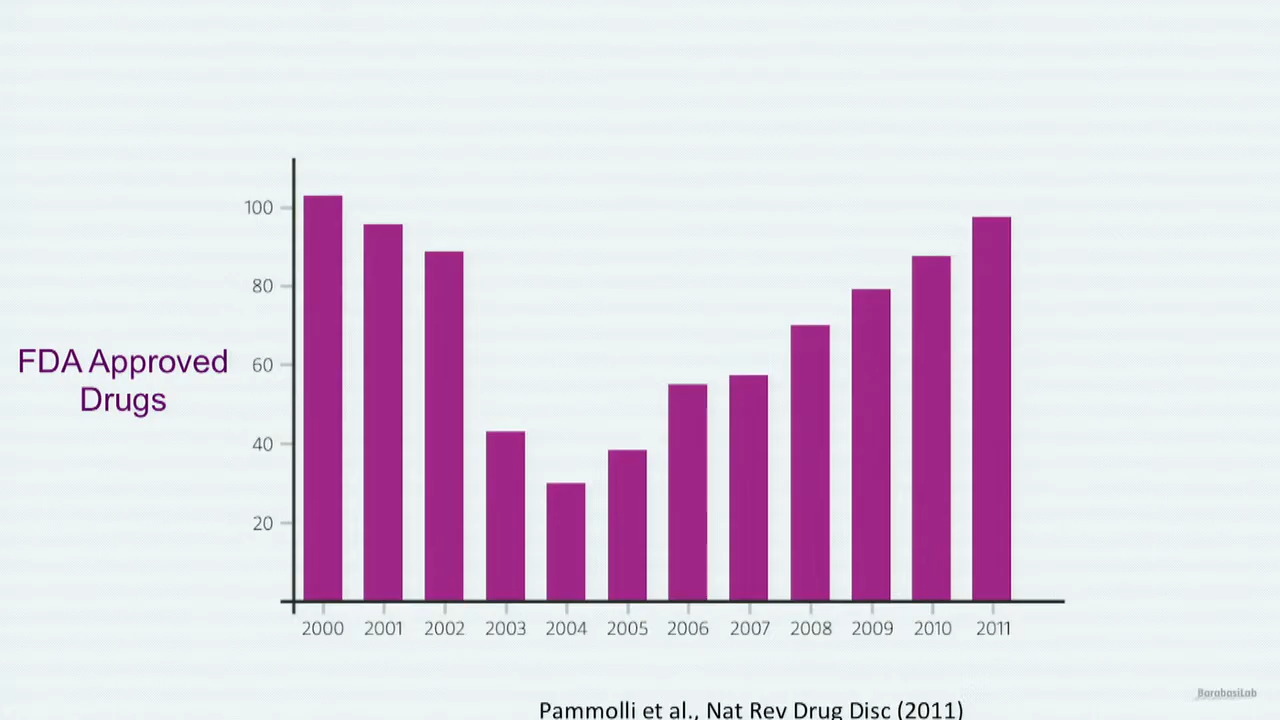 100
80
FDA Approved
Drugs
60
40
20
2000 2001 2002 2003 2004 2005 2006 2007 2008 2009 2010 2011
BarabasiLab
Pammolli et al., Nat Rev Drug Disc (2011)